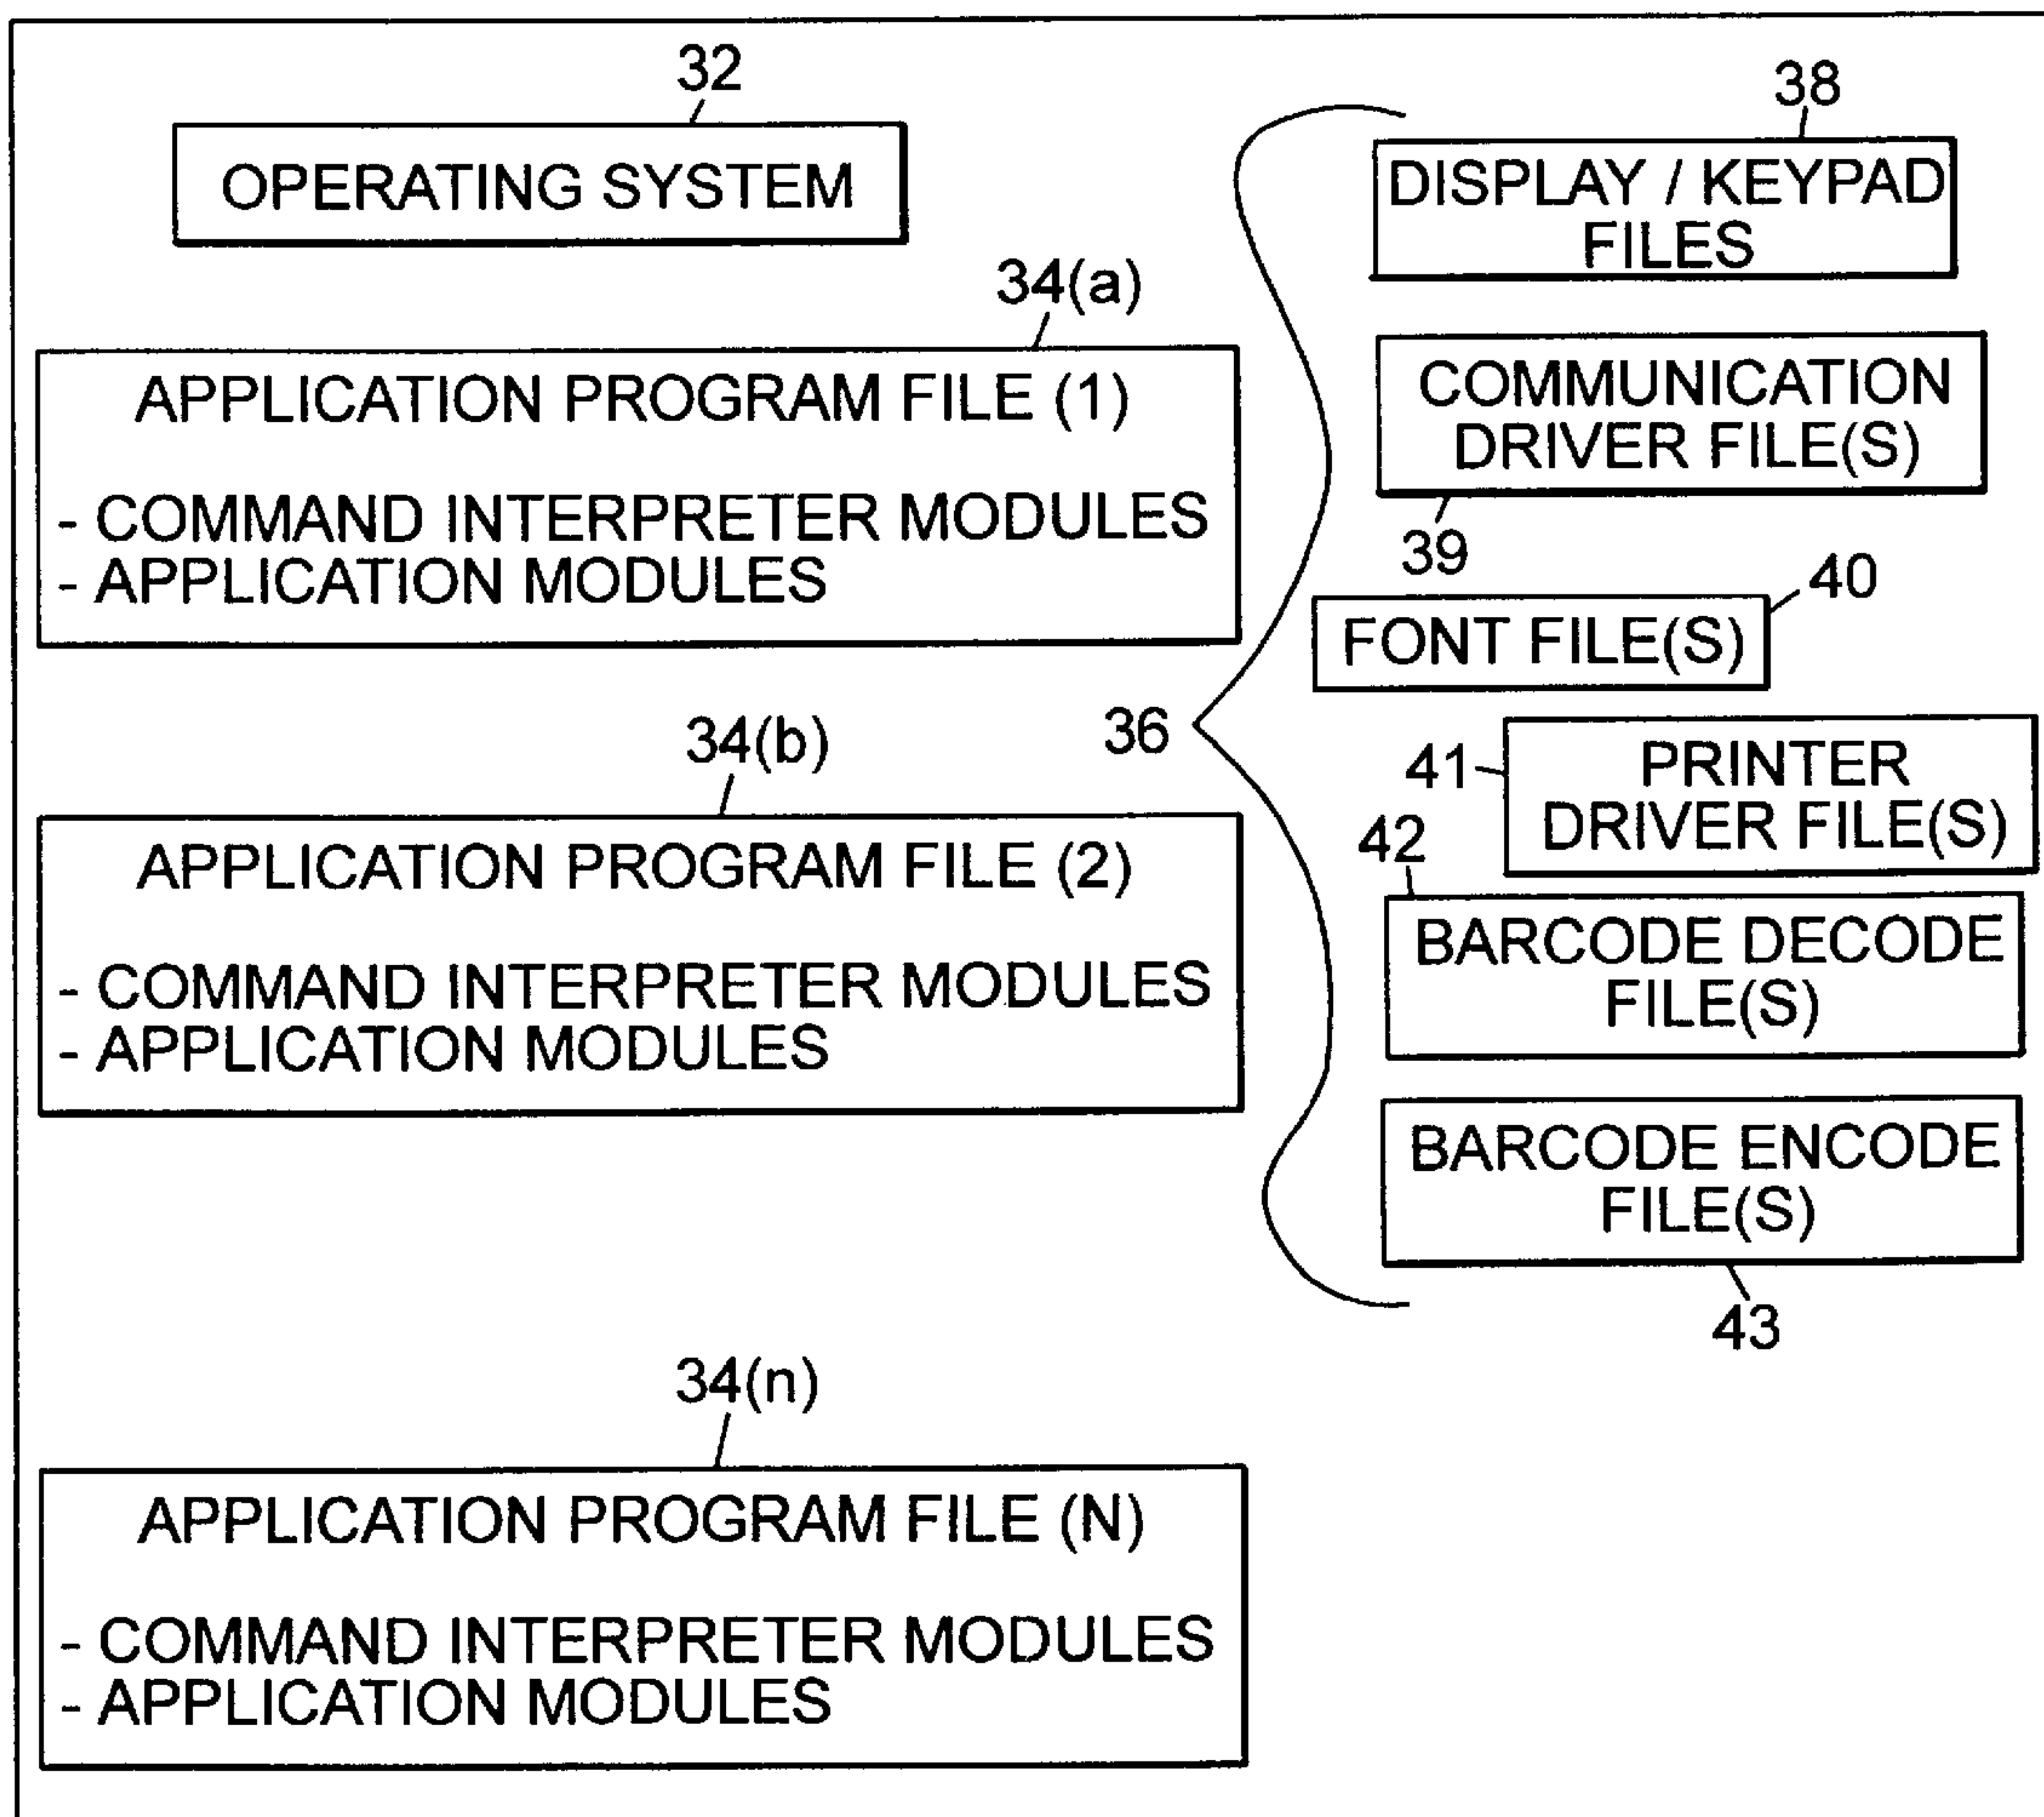 32
OPERATING SYSTEM
34(a)
APPLICATION PROGRAM FILE (1)
- COMMAND INTERPRETER MODULES
- APPLICATION MODULES
34(b)
APPLICATION PROGRAM FILE (2)
- COMMAND INTERPRETER MODULES
- APPLICATION MODULES
34(n)
APPLICATION PROGRAM FILE (N)
- COMMAND INTERPRETER MODULES
- APPLICATION MODULES
36
38
DISPLAY / KEYPAD
FILES
COMMUNICATION
DRIVER FILE(S)
39
40
FONT FILE(S)
41
PRINTER
DRIVER FILE(S)
42
BARCODE DECODE
FILE(S)
BARCODE ENCODE
FILE(S)
43